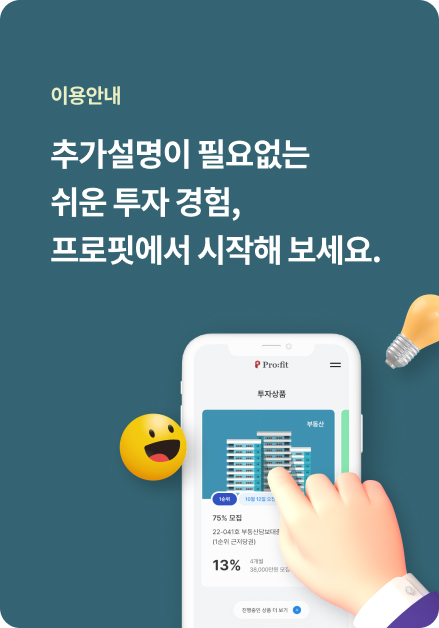 이용안내
추가설명이 필요없는
쉬운 투자 경험,
프로핏에서 시작해 보세요.
Pro:fit
투자상품
부동산
1순위 10월 12일 오픈
75% 모집
22-041호 부동산담보대출
(1순위 근저당권)
13%
4개월
38,000만원 모집
진행중인 상품 더 보기